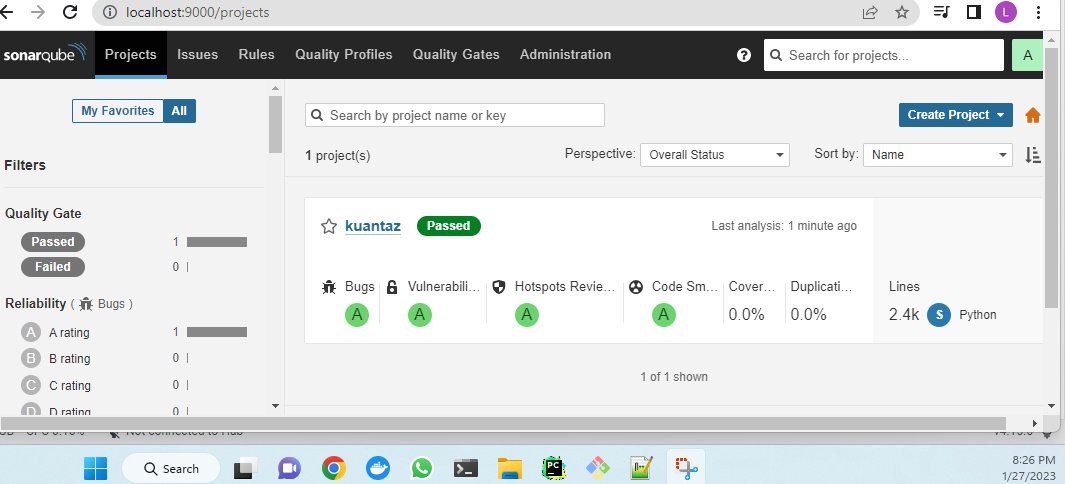 localhost:9000/projects
L
sonarqube Projects Issues Rules Quality Profiles Quality Gates Administration ? Search for projects... A
My Favorites All
Search by project name or key Create Project
1 project(s) Perspective: Overall Status Sort by: Name
Filters
Quality Gate
Passed 1
Failed 0
Reliability ( Bugs )
A A rating 1
B B rating 0
C C rating 0
D D rating 0
kuantaz Passed Last analysis: 1 minute ago
Bugs Vulnerabili... Hotspots Revie... Code Sm... Cover... Duplicati... Lines
A A A A 0.0% 0.0% 2.4k S Python
1 of 1 shown
Not connected to Hub
Search PC
8:26 PM
1/27/2023